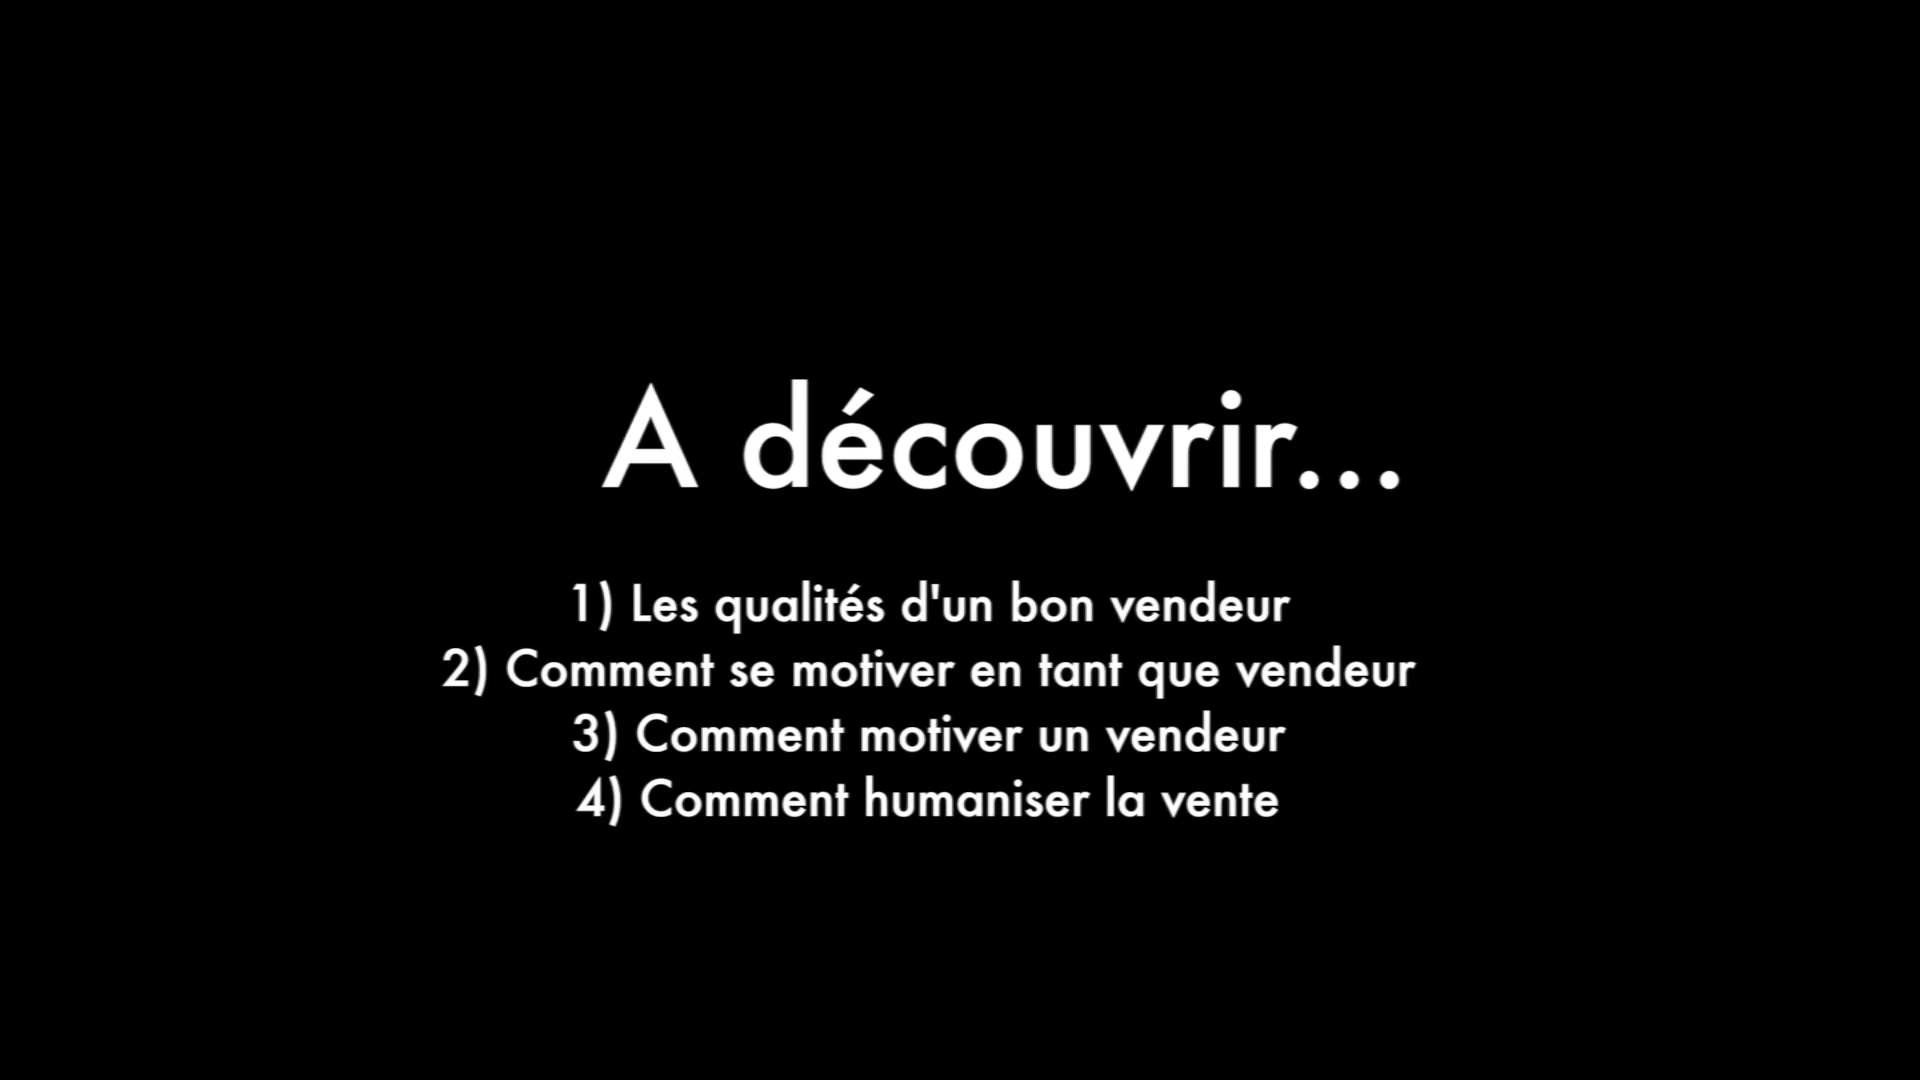 A découvrir...
1) Les qualités d'un bon vendeur
2) Comment se motiver en tant que vendeur
3) Comment motiver un vendeur
4) Comment humaniser la vente